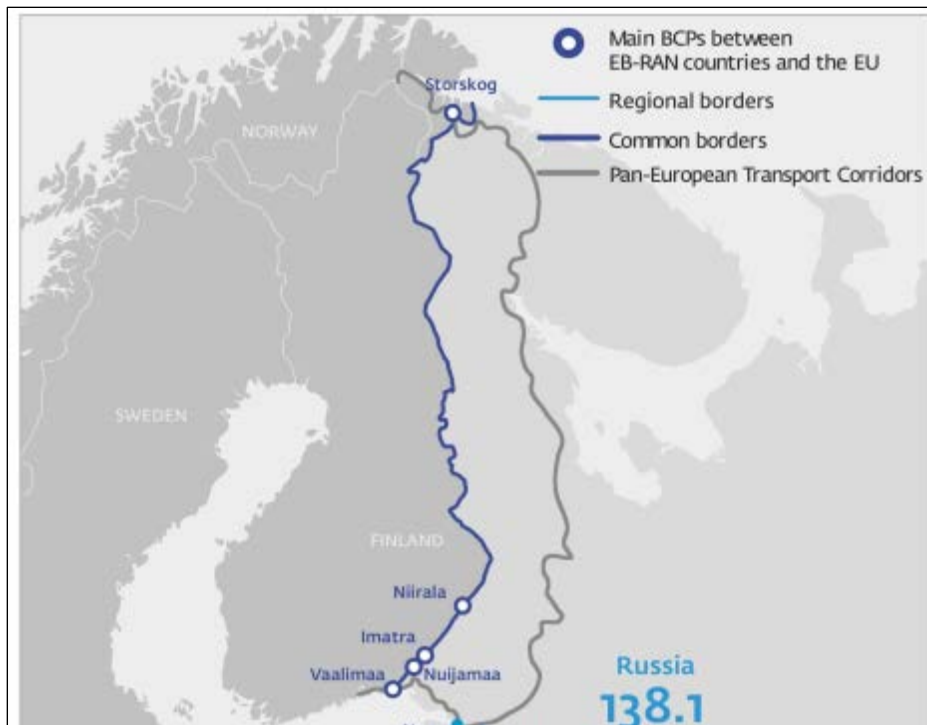 Main BCPs between
EB-RAN countries and the EU
Regional borders
Common borders
Pan-European Transport Corridors
Storskog
NORWAY
SWEDEN
FINLAND
Niirala
Imatra
Vaalimaa
Nuijamaa
Russia
138.1